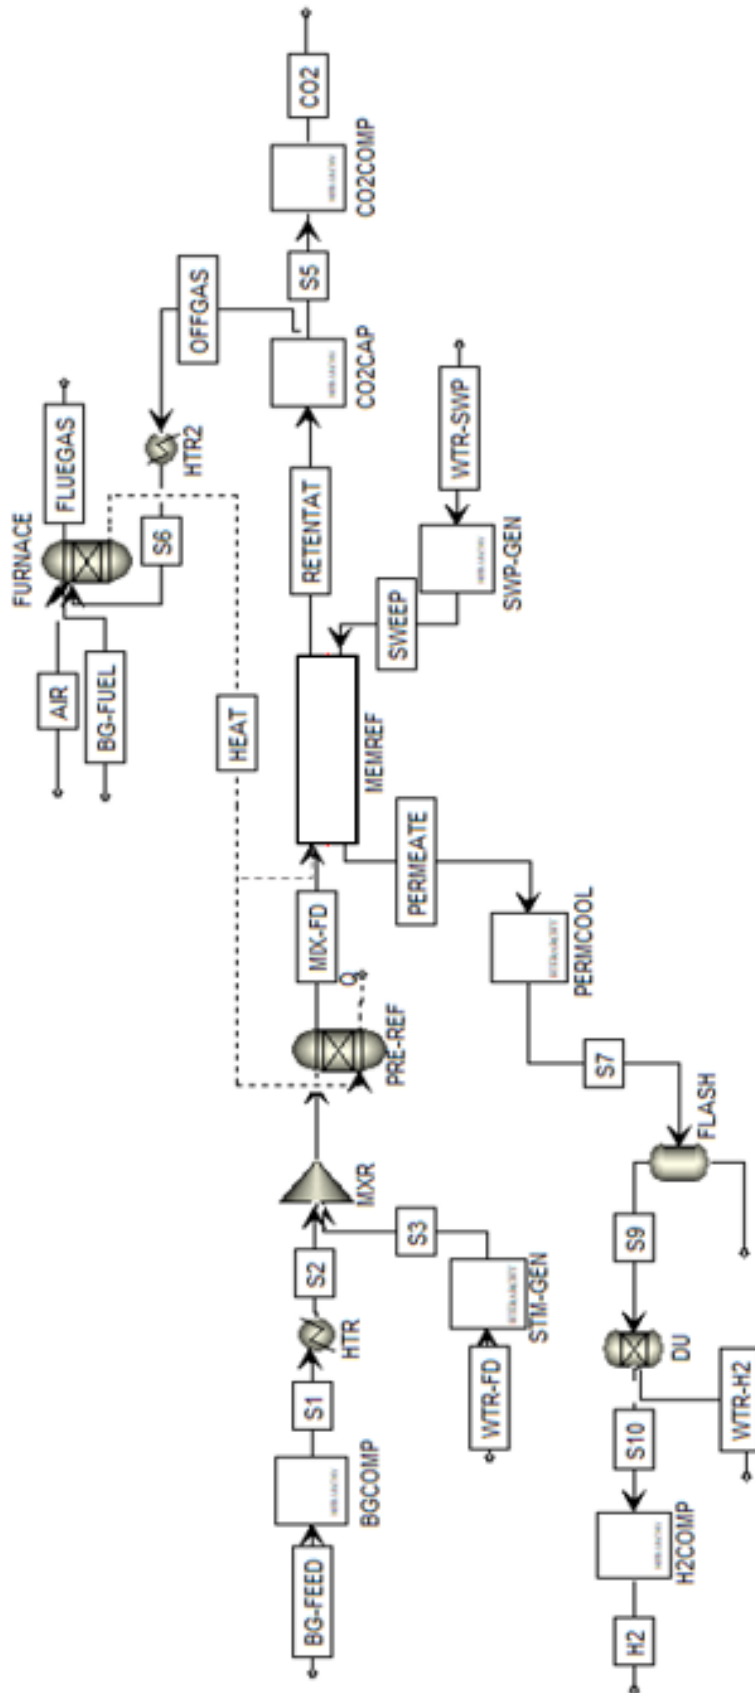 FURNACE
AIR
BG-FUEL
FLUEGAS
S6
HTR2
OFFGAS
HEAT
BG-FEED
BGCOMP
S1
HTR
S2
MXR
PRE-REF
Q
MIX-FD
MEMREF
RETENTAT
CO2CAP
S5
CO2COMP
CO2
WTR-FD
STM-GEN
S3
SWEEP
SWP-GEN
WTR-SWP
PERMEATE
PERMCOOL
S7
FLASH
S9
DU
WTR-H2
S10
H2COMP
H2